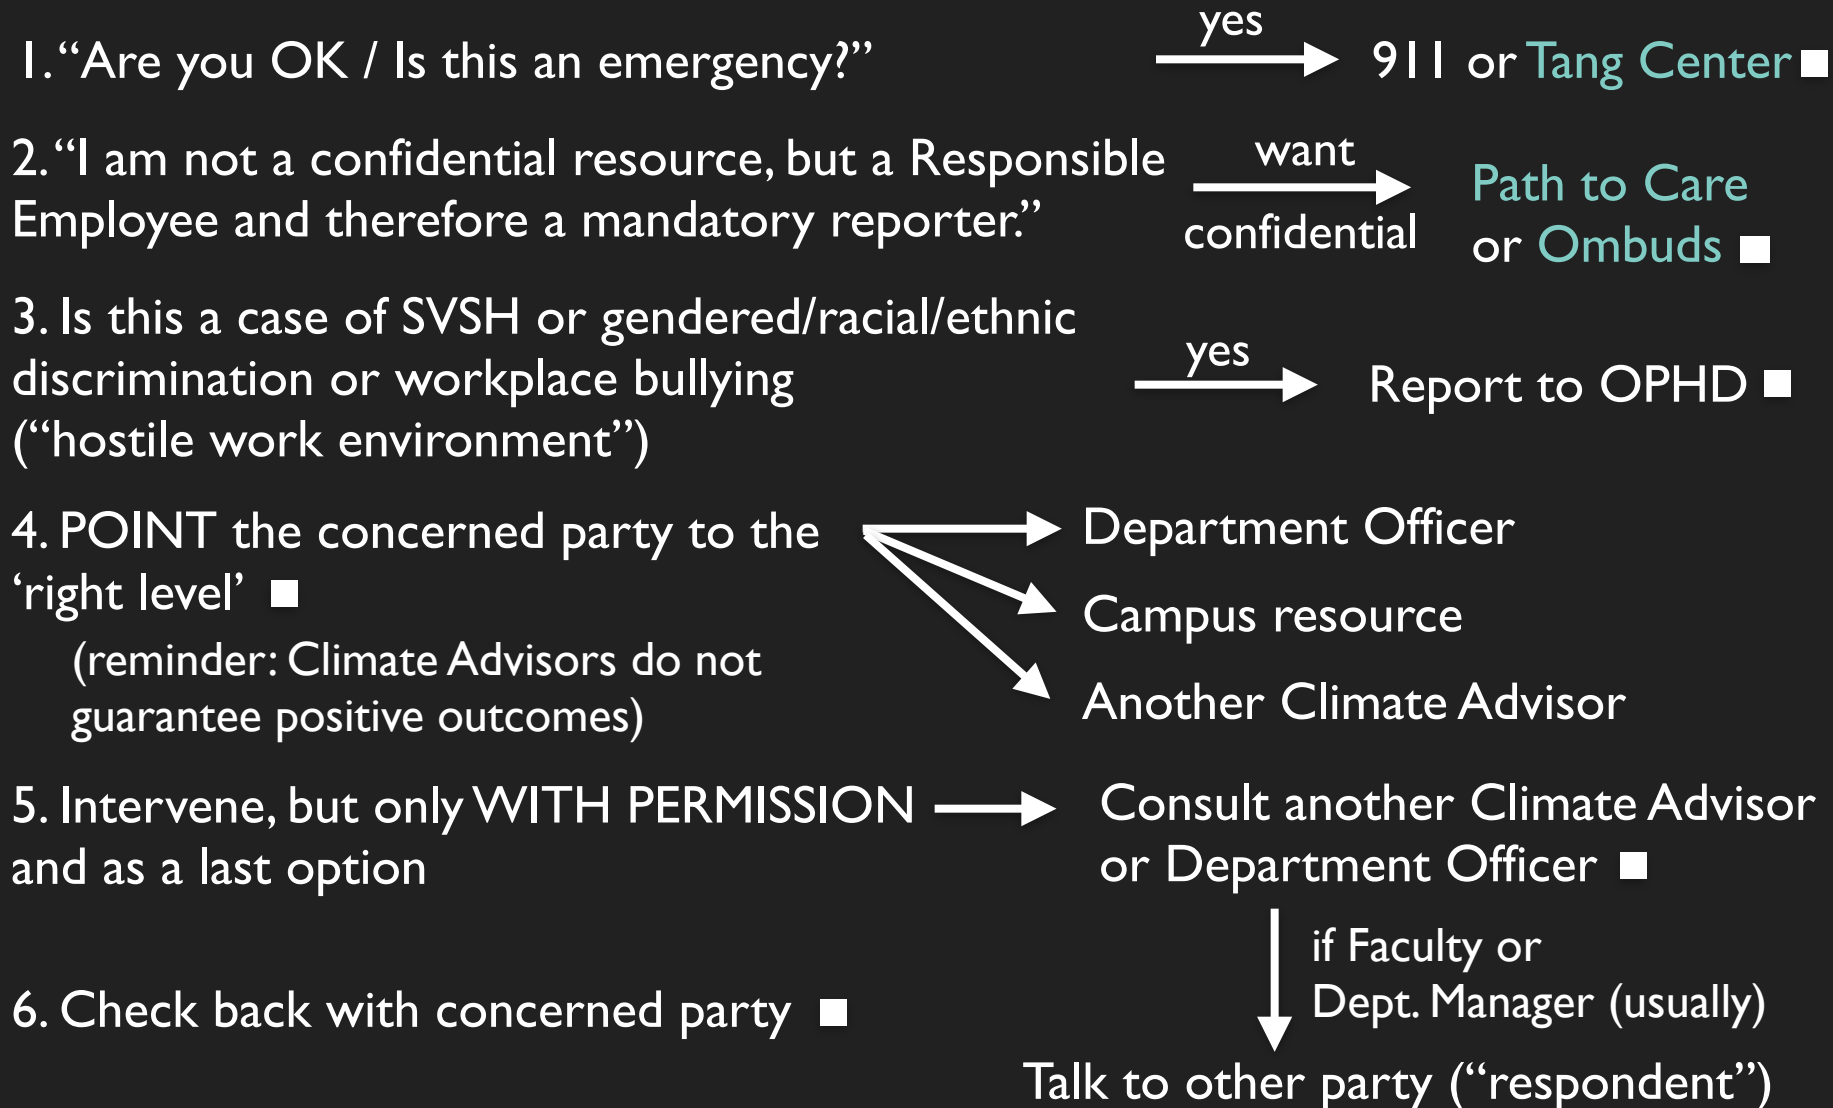 1. “Are you OK / Is this an emergency?”
yes
911 or Tang Center
2. “I am not a confidential resource, but a Responsible
Employee and therefore a mandatory reporter.”
want
confidential
Path to Care
or Ombuds
3. Is this a case of SVSH or gendered/racial/ethnic
discrimination or workplace bullying
(“hostile work environment”)
yes
Report to OPHD
4. POINT the concerned party to the
‘right level’
(reminder: Climate Advisors do not
guarantee positive outcomes)
Department Officer
Campus resource
Another Climate Advisor
5. Intervene, but only WITH PERMISSION
and as a last option
Consult another Climate Advisor
or Department Officer
if Faculty or
Dept. Manager (usually)
Talk to other party (“respondent”)
6. Check back with concerned party